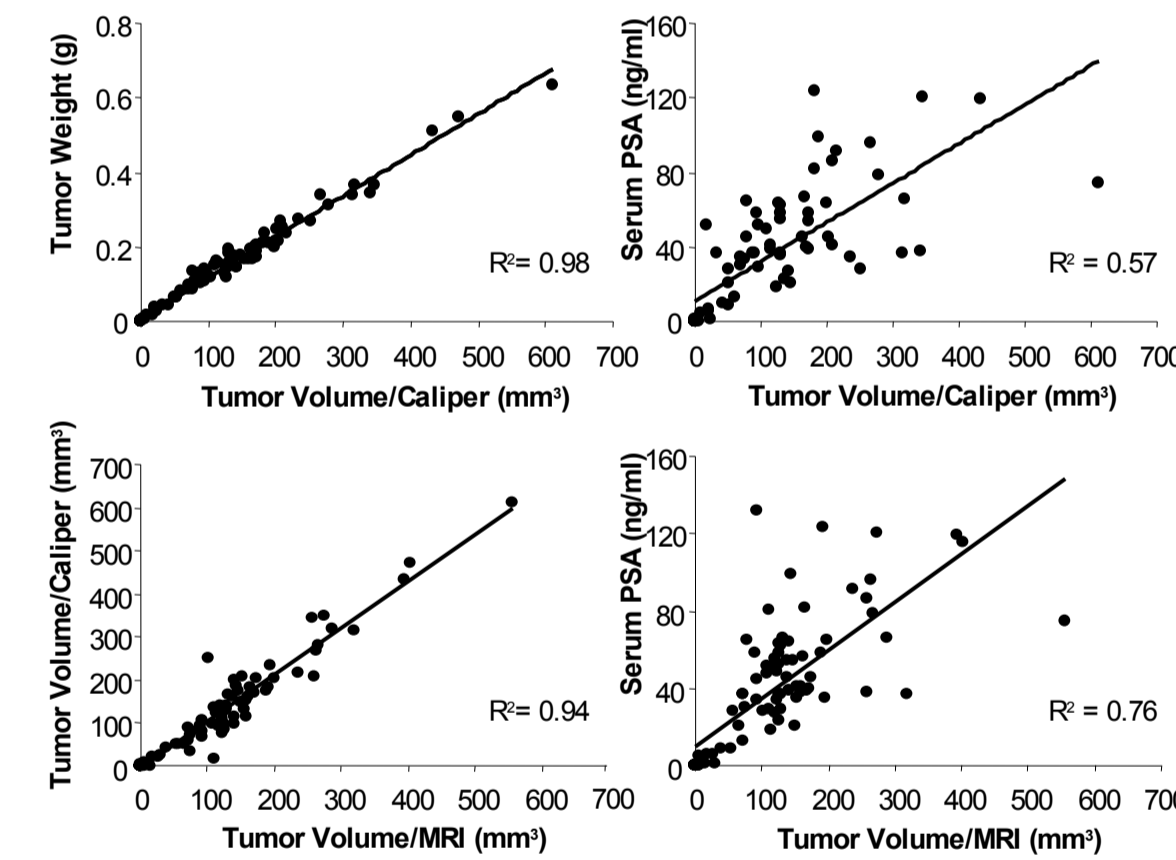 Tumor Weight (g)
0.8
0.6
0.4
0.2
0
R²= 0.98
0 100 200 300 400 500 600 700
Tumor Volume/Caliper (mm³)
Serum PSA (ng/ml)
160
120
80
40
0
R² = 0.57
0 100 200 300 400 500 600 700
Tumor Volume/Caliper (mm³)
Tumor Volume/Caliper (mm³)
700
600
500
400
300
200
100
0
R²= 0.94
0 100 200 300 400 500 600 700
Tumor Volume/MRI (mm³)
Serum PSA (ng/ml)
160
120
80
40
0
R² = 0.76
0 100 200 300 400 500 600 700
Tumor Volume/MRI (mm³)